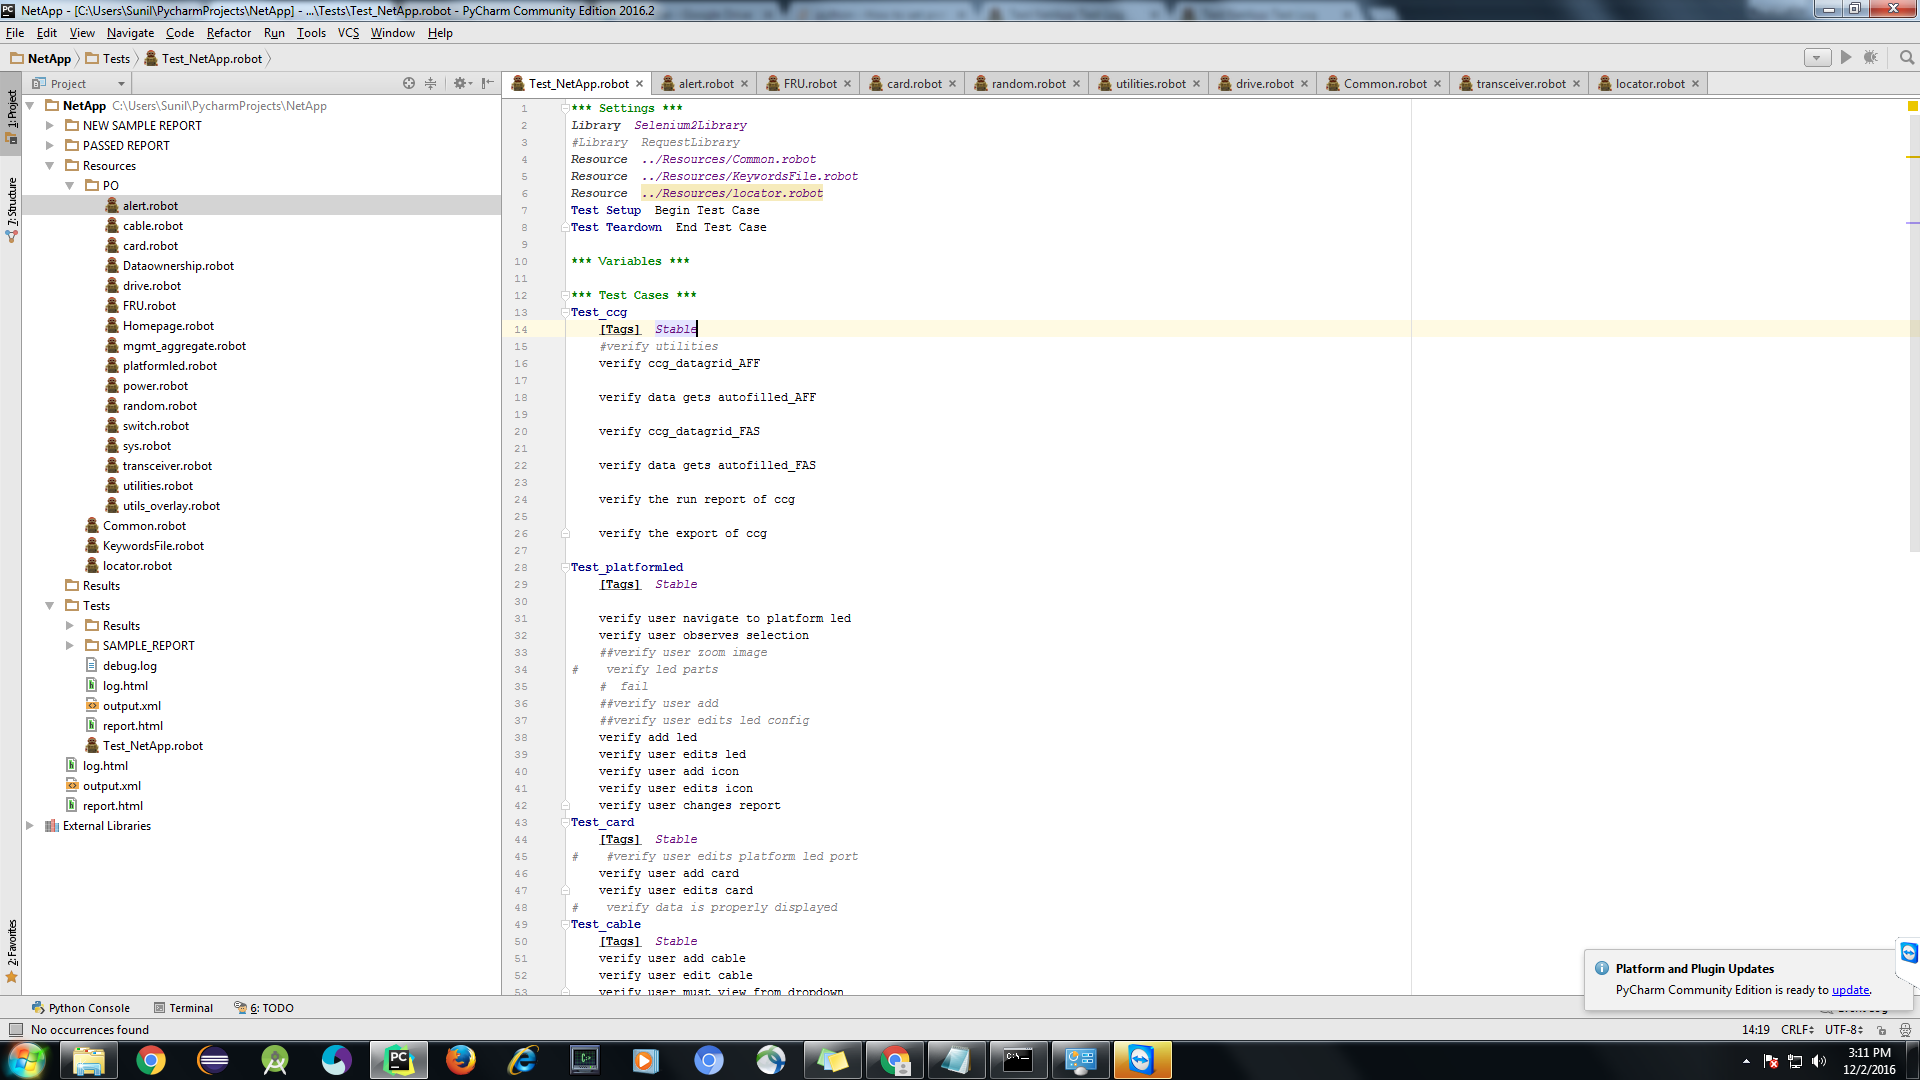 NetApp - [C:\Users\Sunil\PycharmProjects\NetApp] - ...\Tests\Test_NetApp.robot - PyCharm Community Edition 2016.2
File Edit View Navigate Code Refactor Run Tools VCS Window Help
NetApp Tests Test_NetApp.robot
Project
Test_NetApp.robot alert.robot FRU.robot card.robot random.robot utilities.robot drive.robot Common.robot transceiver.robot locator.robot
1: Project
7: Structure
2: Favorites
NetApp C:\Users\Sunil\PycharmProjects\NetApp
NEW SAMPLE REPORT
PASSED REPORT
Resources
PO
alert.robot
cable.robot
card.robot
Dataownership.robot
drive.robot
FRU.robot
Homepage.robot
mgmt_aggregate.robot
platformled.robot
power.robot
random.robot
switch.robot
sys.robot
transceiver.robot
utilities.robot
utils_overlay.robot
Common.robot
KeywordsFile.robot
locator.robot
Results
Tests
Results
SAMPLE_REPORT
debug.log
log.html
output.xml
report.html
Test_NetApp.robot
log.html
output.xml
report.html
External Libraries
1 *** Settings ***
2 Library Selenium2Library
3 #Library RequestLibrary
4 Resource ../Resources/Common.robot
5 Resource ../Resources/KeywordsFile.robot
6 Resource ../Resources/locator.robot
7 Test Setup Begin Test Case
8 Test Teardown End Test Case
9
10 *** Variables ***
11
12 *** Test Cases ***
13 Test_ccg
14 [Tags] Stable
15 #verify utilities
16 verify ccg_datagrid_AFF
17
18 verify data gets autofilled_AFF
19
20 verify ccg_datagrid_FAS
21
22 verify data gets autofilled_FAS
23
24 verify the run report of ccg
25
26 verify the export of ccg
27
28 Test_platformled
29 [Tags] Stable
30
31 verify user navigate to platform led
32 verify user observes selection
33 ##verify user zoom image
34 # verify led parts
35 # fail
36 ##verify user add
37 ##verify user edits led config
38 verify add led
39 verify user edits led
40 verify user add icon
41 verify user edits icon
42 verify user changes report
43 Test_card
44 [Tags] Stable
45 # #verify user edits platform led port
46 verify user add card
47 verify user edits card
48 # verify data is properly displayed
49 Test_cable
50 [Tags] Stable
51 verify user add cable
52 verify user edit cable
53 verify user must view from dropdown
Platform and Plugin Updates
PyCharm Community Edition is ready to update.
Python Console Terminal 6: TODO
No occurrences found
14:19 CRLF UTF-8
3:11 PM
12/2/2016